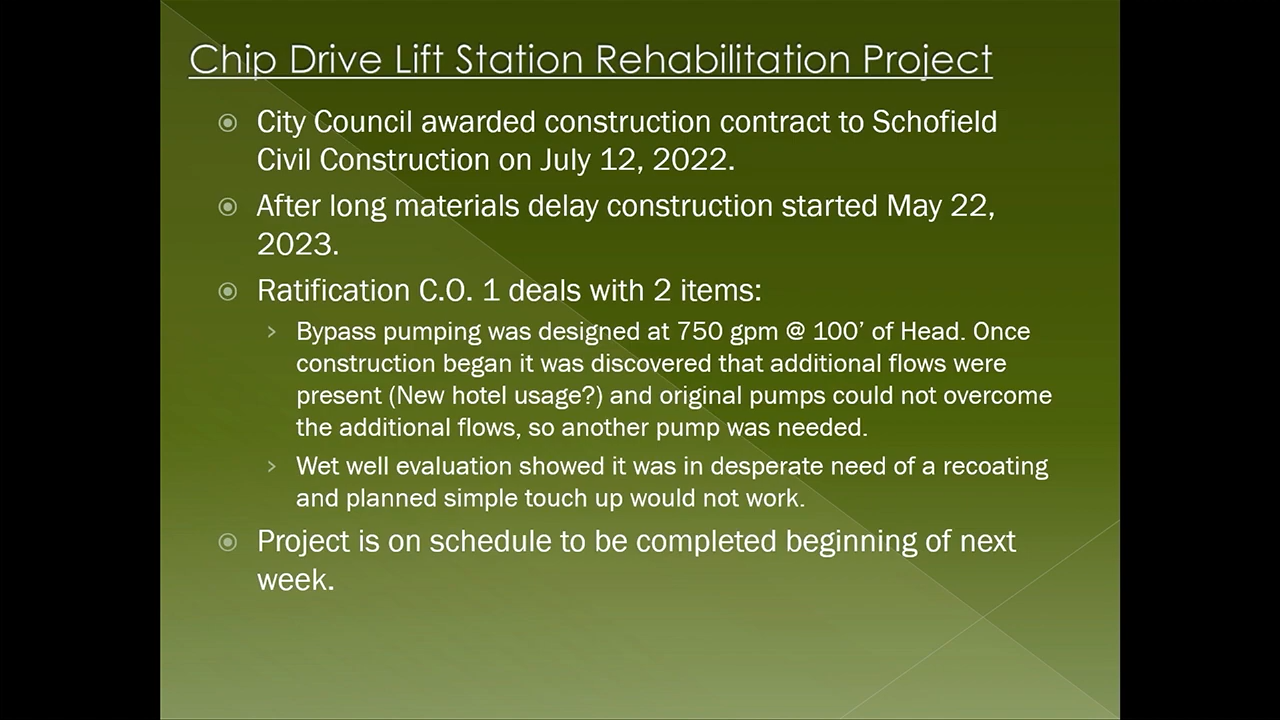 Chip Drive Lift Station Rehabilitation Project
City Council awarded construction contract to Schofield
Civil Construction on July 12, 2022.
After long materials delay construction started May 22,
2023.
Ratification C.O. 1 deals with 2 items:
Bypass pumping was designed at 750 gpm @ 100’ of Head. Once
construction began it was discovered that additional flows were
present (New hotel usage?) and original pumps could not overcome
the additional flows, so another pump was needed.
Wet well evaluation showed it was in desperate need of a recoating
and planned simple touch up would not work.
Project is on schedule to be completed beginning of next
week.